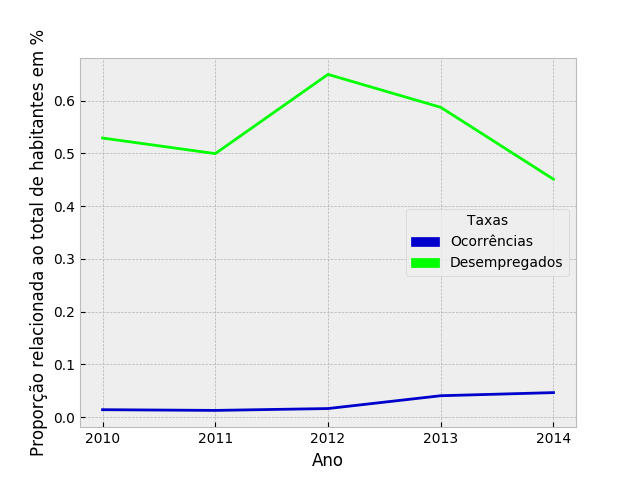 Proporção relacionada ao total de habitantes em %
0.6
0.5
0.4
0.3
0.2
0.1
0.0
Taxas
Ocorrências
Desempregados
2010 2011 2012 2013 2014
Ano